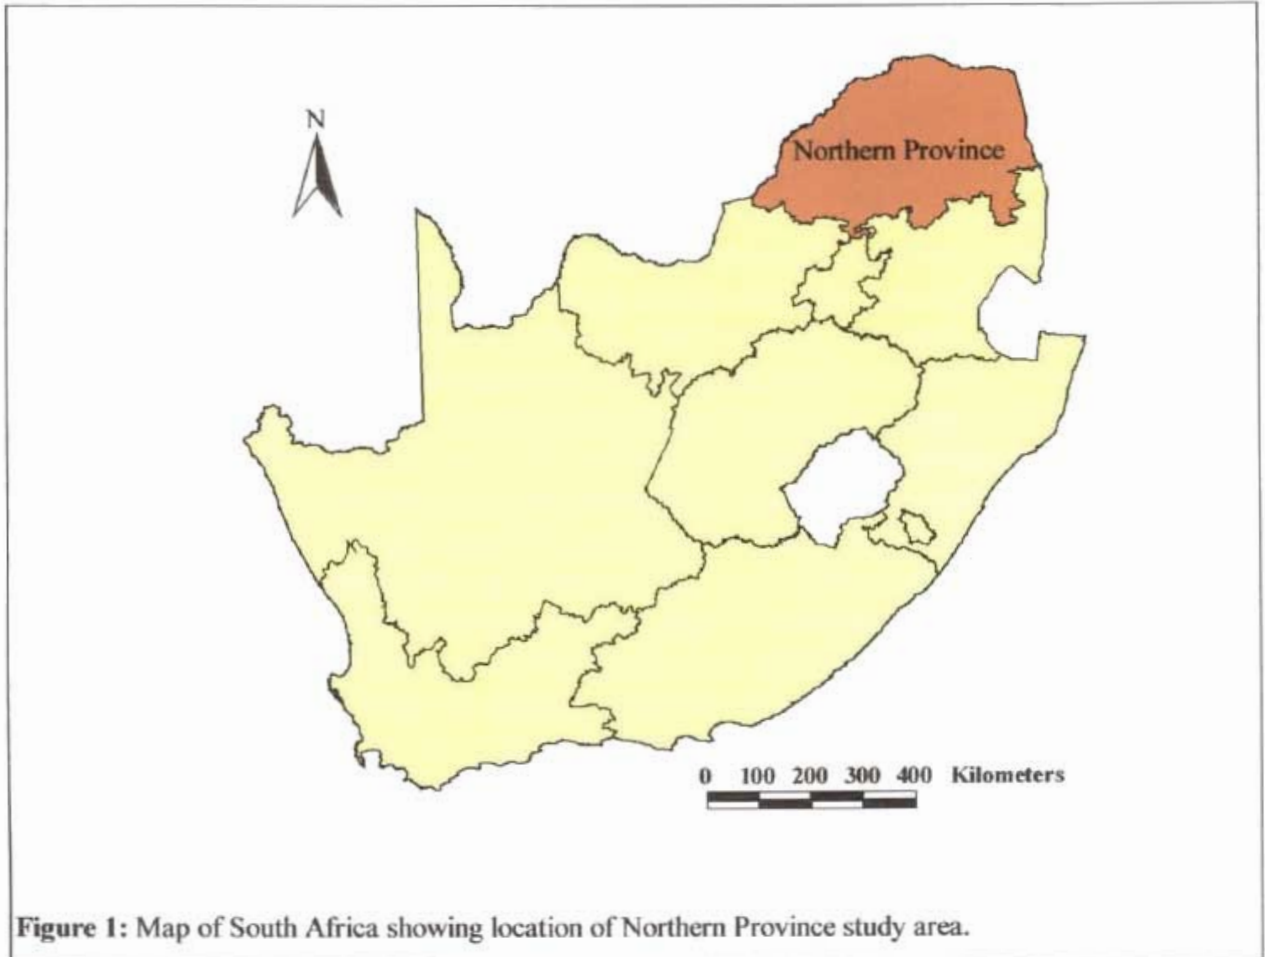 N
Northern Province
0 100 200 300 400 Kilometers
Figure 1: Map of South Africa showing location of Northern Province study area.